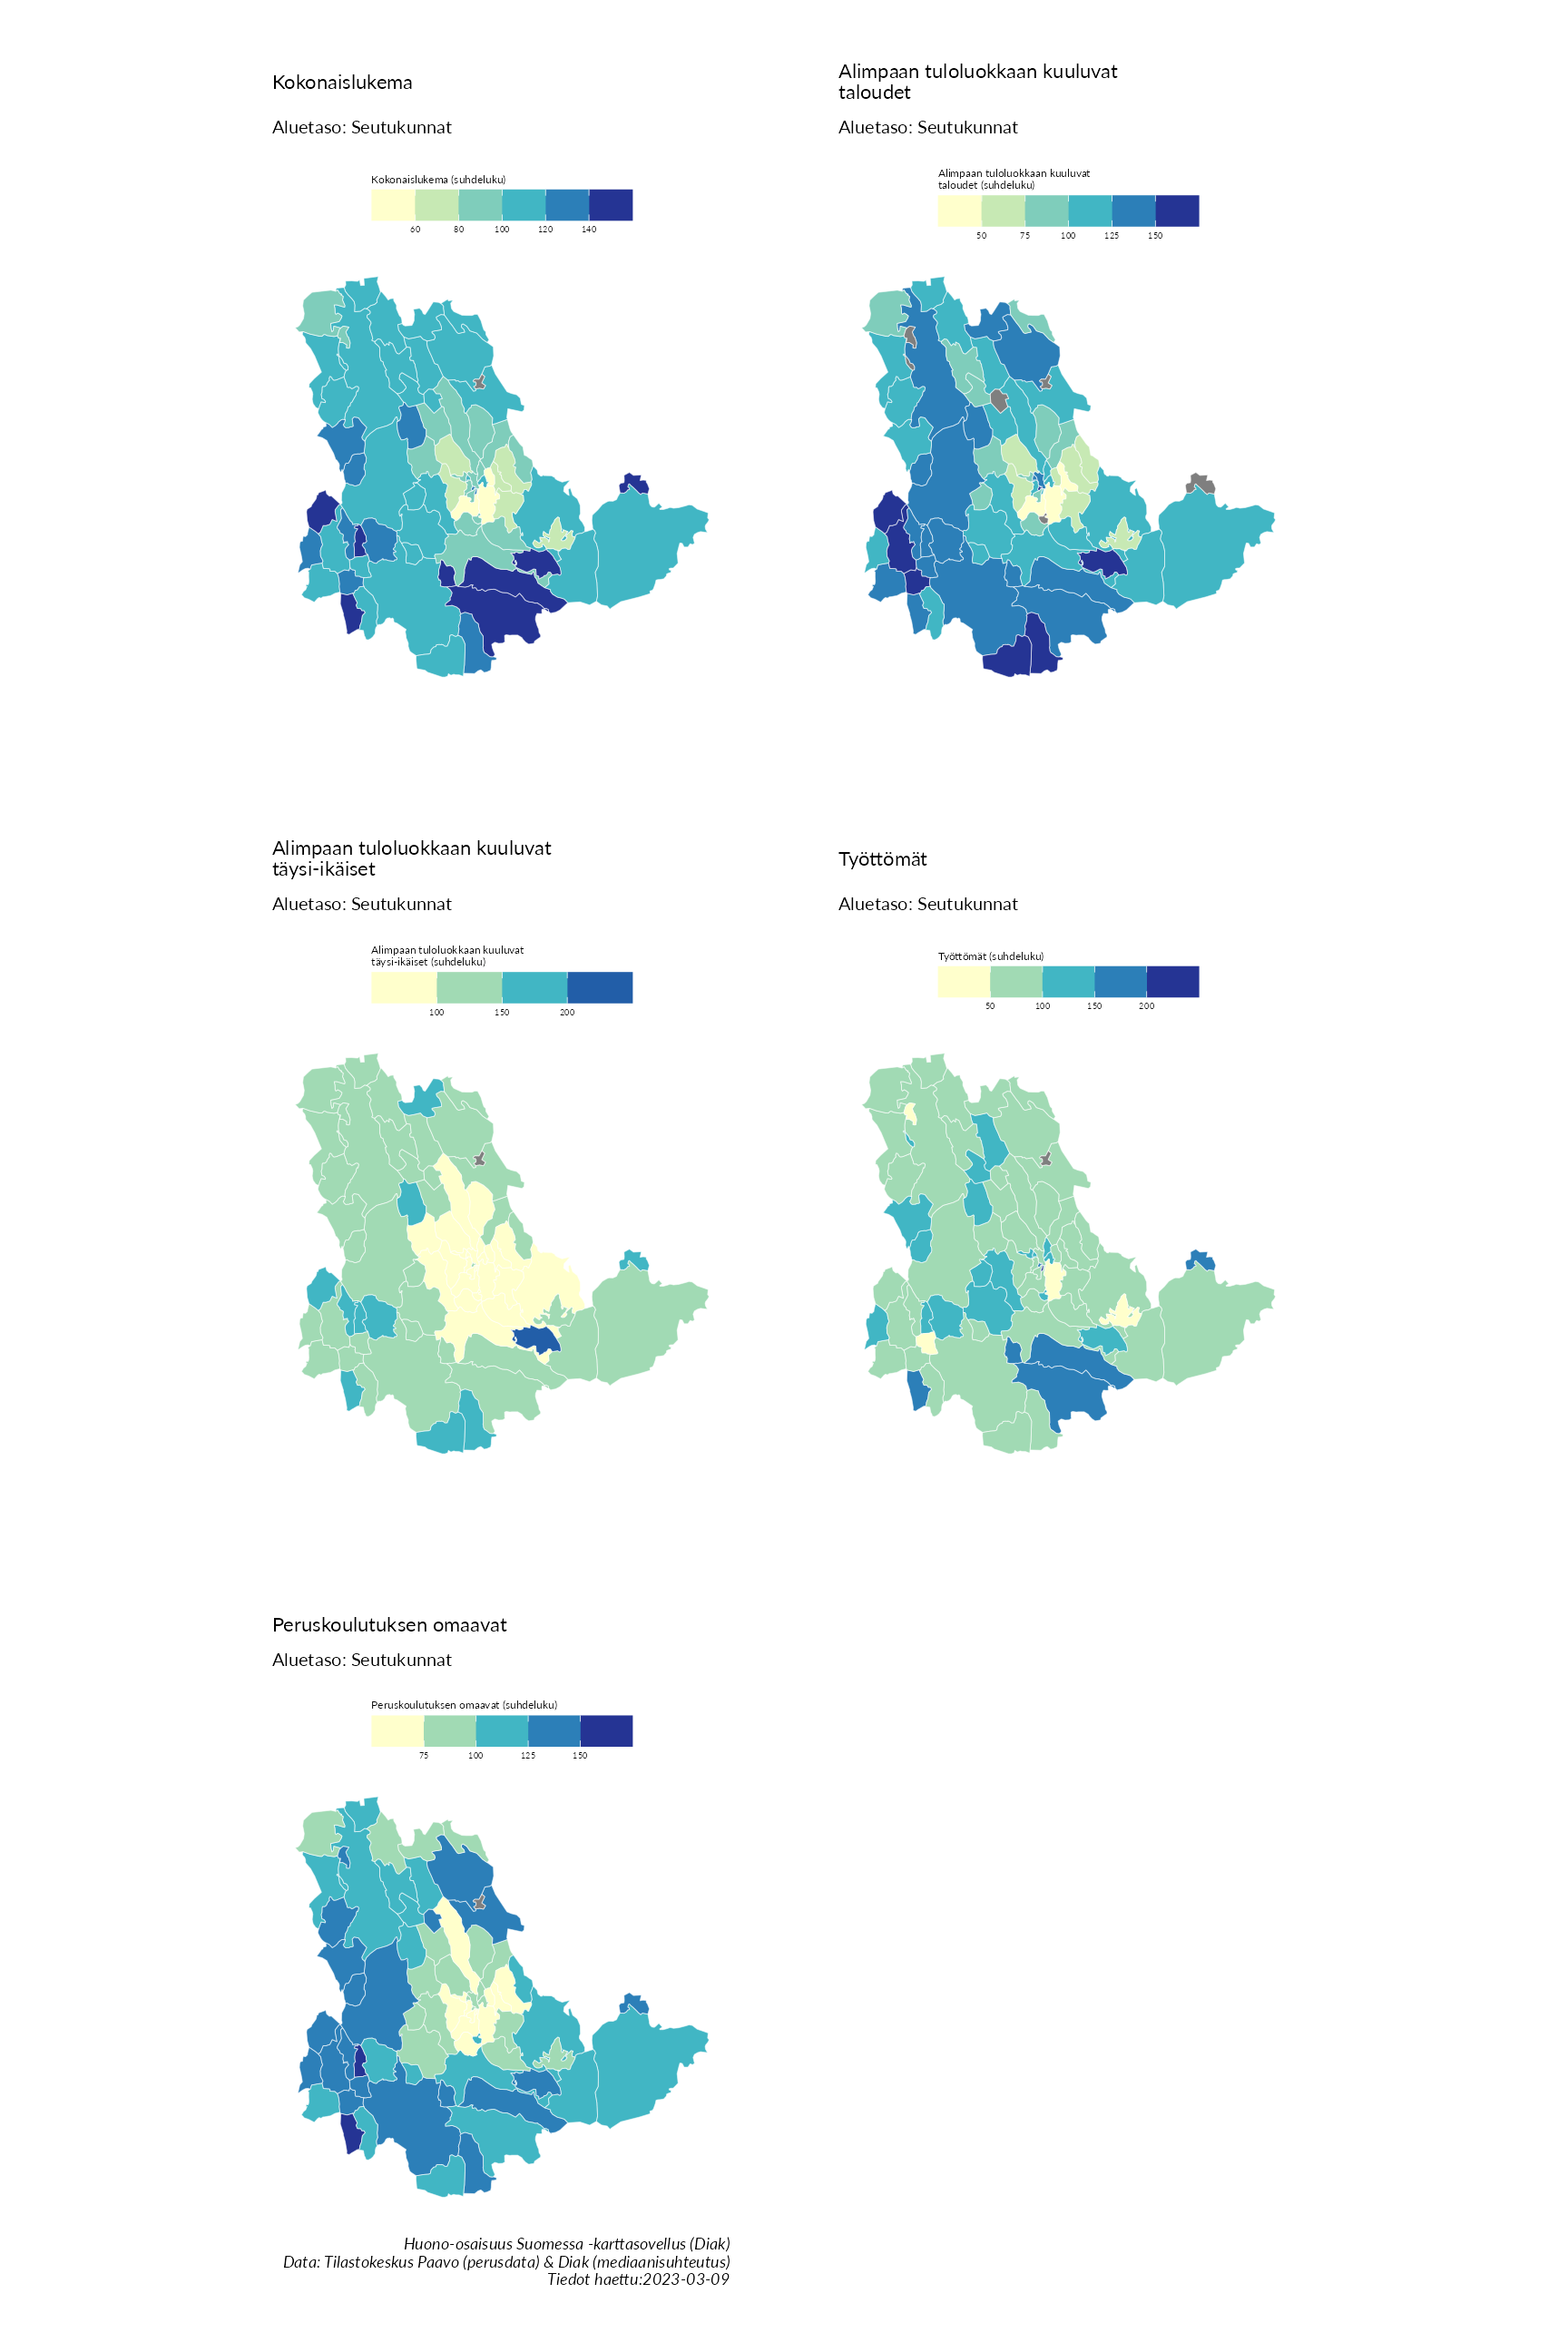 Kokonaislukema
Aluetaso: Seutukunnat
Kokonaislukema (suhdeluku)
60 80 100 120 140
Alimpaan tuloluokkaan kuuluvat
taloudet
Aluetaso: Seutukunnat
Alimpaan tuloluokkaan kuuluvat
taloudet (suhdeluku)
50 75 100 125 150
Alimpaan tuloluokkaan kuuluvat
täysi-ikäiset
Aluetaso: Seutukunnat
Alimpaan tuloluokkaan kuuluvat
täysi-ikäiset (suhdeluku)
100 150 200
Työttömät
Aluetaso: Seutukunnat
Työttömät (suhdeluku)
50 100 150 200
Peruskoulutuksen omaavat
Aluetaso: Seutukunnat
Peruskoulutuksen omaavat (suhdeluku)
75 100 125 150
Huono-osaisuus Suomessa -karttasovellus (Diak)
Data: Tilastokeskus Paavo (perusdata) & Diak (mediaanisuhteutus)
Tiedot haettu:2023-03-09